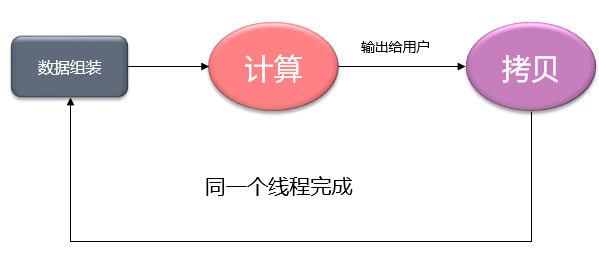 数据组装
计算
输出给用户
拷贝
同一个线程完成